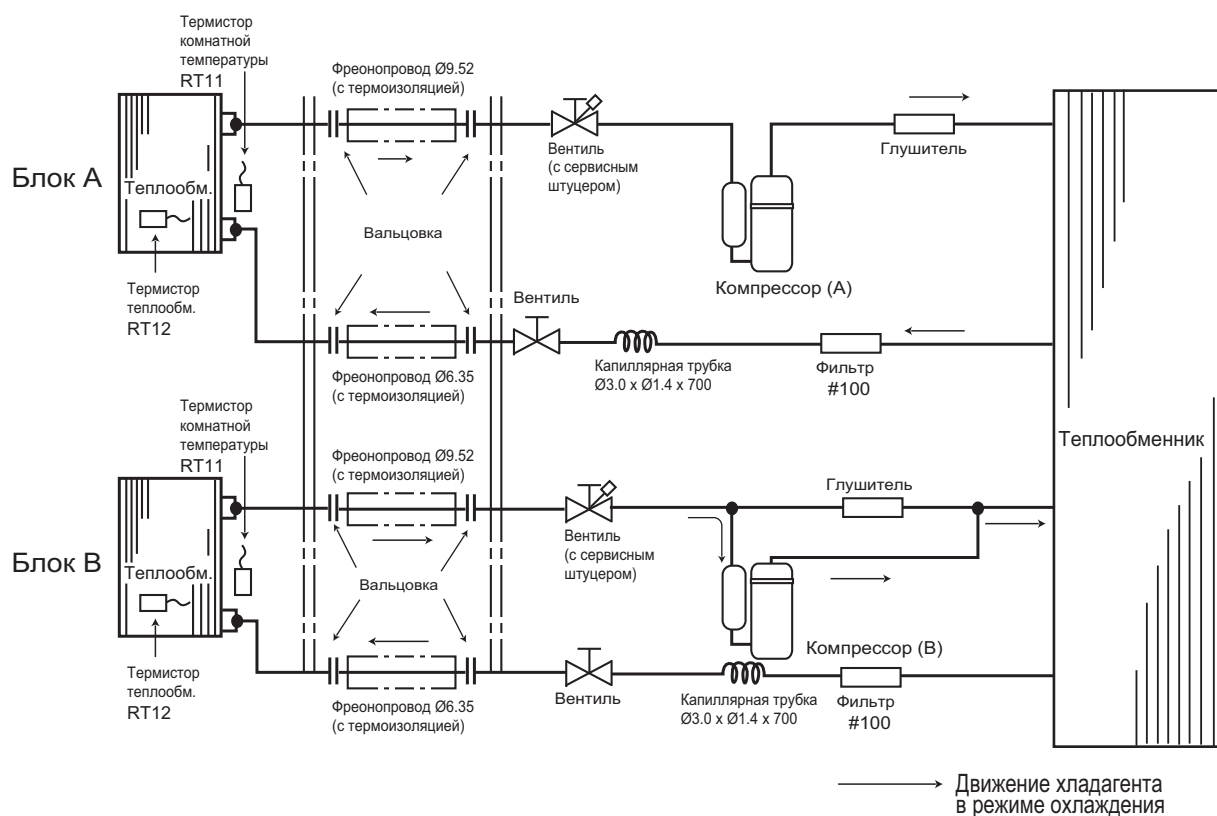 Термистор
комнатной
температуры
RT11
Фреонопровод Ø9.52
(с термоизоляцией)
Блок A
Теплообм.
Вентиль
(с сервисным
штуцером)
Глушитель
Вальцовка
Компрессор (A)
Термистор
теплообм.
RT12
Вентиль
Фреонопровод Ø6.35
(с термоизоляцией)
Капиллярная трубка
Ø3.0 x Ø1.4 x 700
Фильтр
#100
Теплообменник
Термистор
комнатной
температуры
RT11
Фреонопровод Ø9.52
(с термоизоляцией)
Глушитель
Блок B
Теплообм.
Вентиль
(с сервисным
штуцером)
Вальцовка
Компрессор (B)
Термистор
теплообм.
RT12
Фреонопровод Ø6.35
(с термоизоляцией)
Вентиль
Капиллярная трубка
Ø3.0 x Ø1.4 x 700
Фильтр
#100
Движение хладагента
в режиме охлаждения